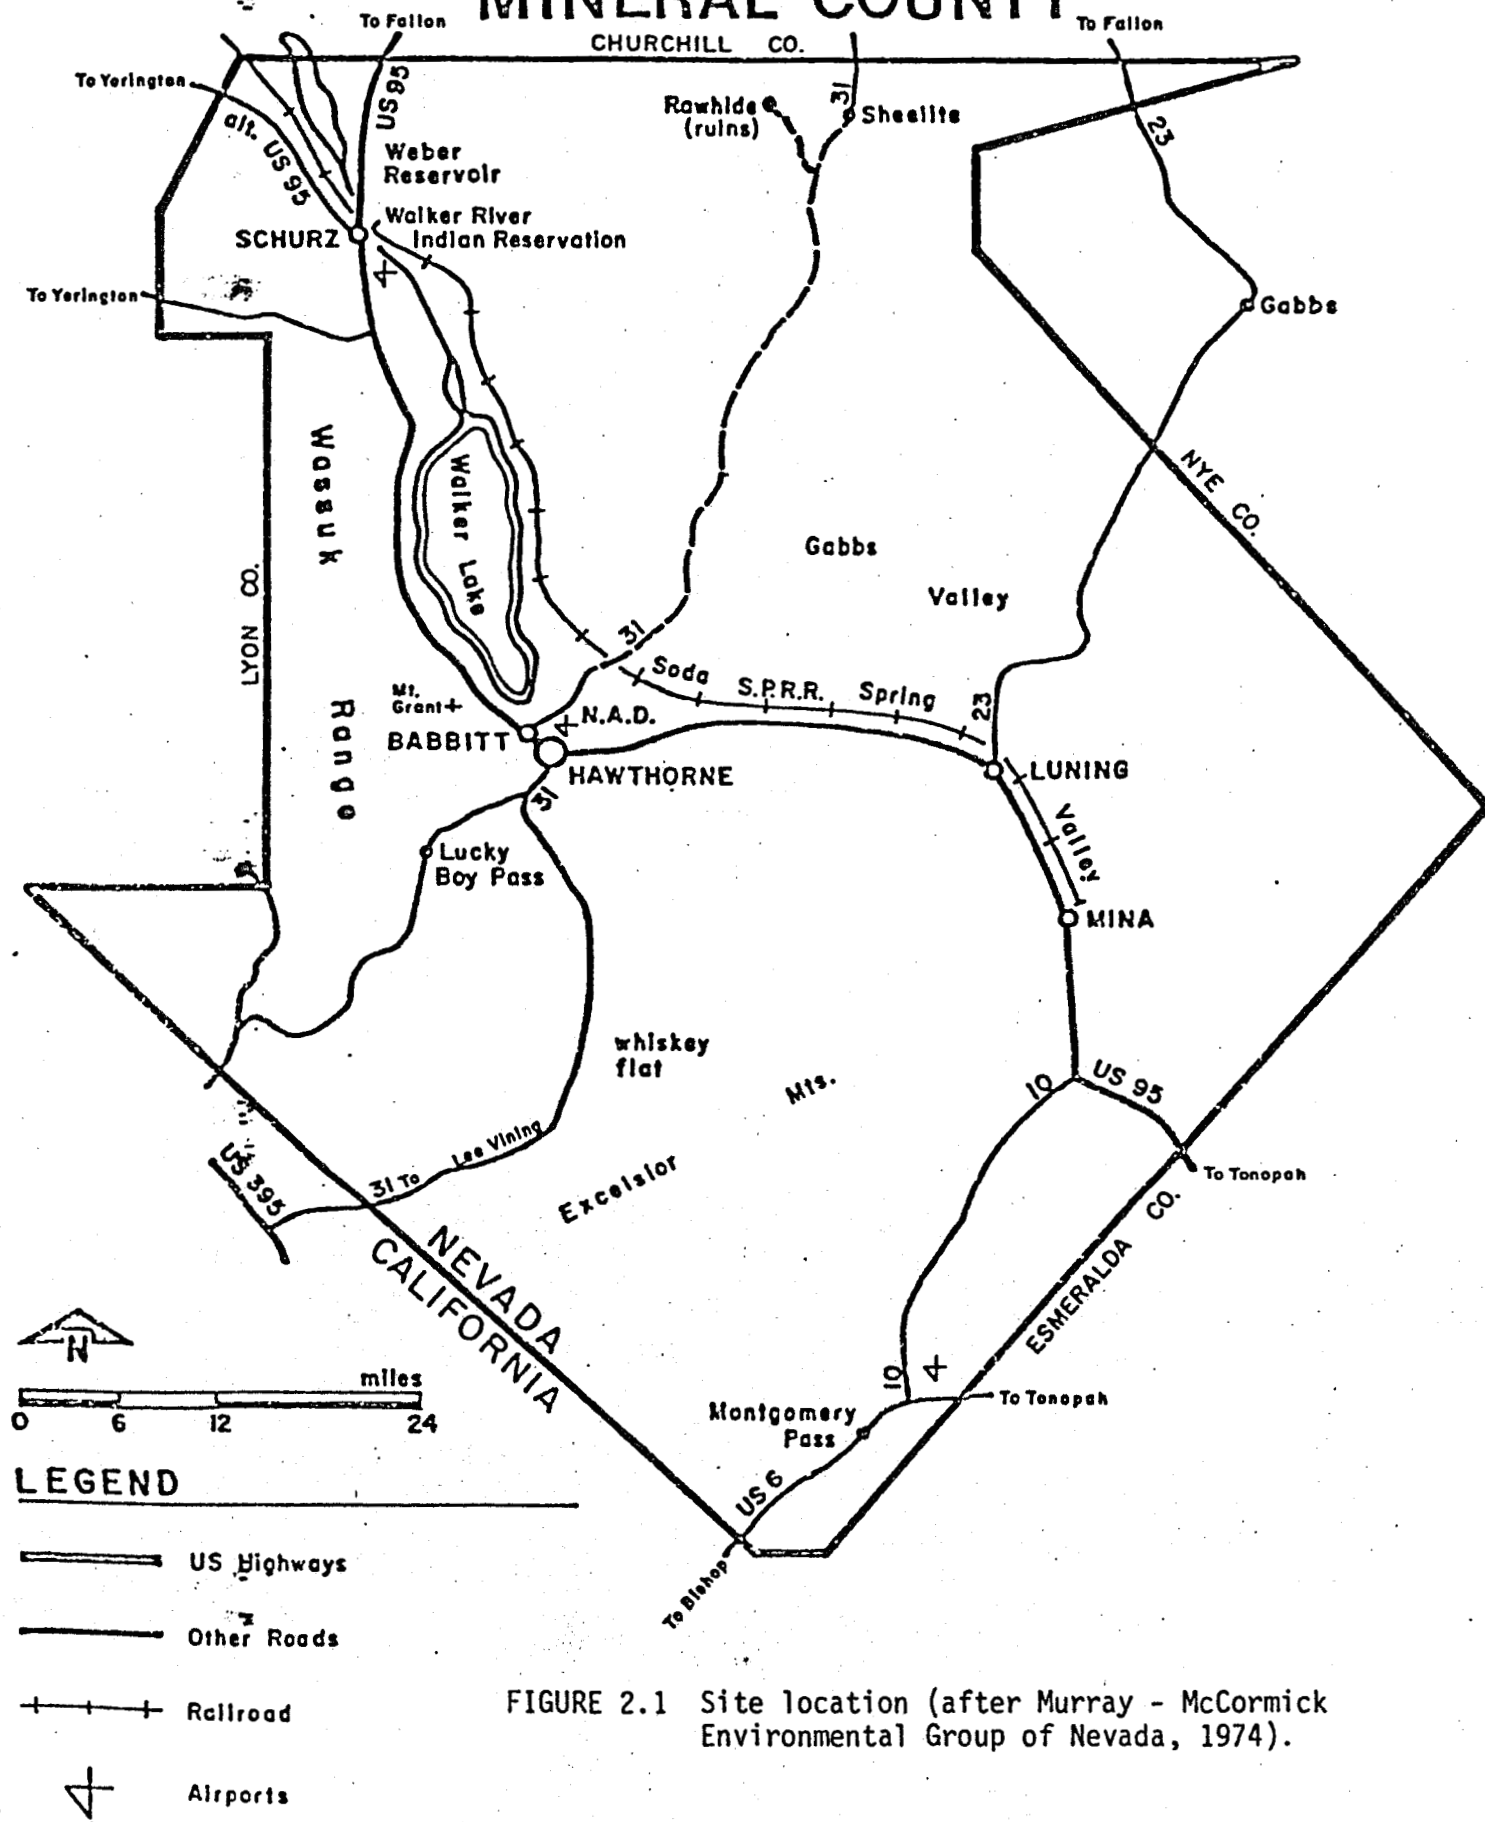 MINERAL COUNTY
To Fallon
To Fallon
CHURCHILL CO.
To Yerington
US 95
alt. US 95
Rawhide
(ruins)
31
Sheelite
23
Weber
Reservoir
Walker River
Indian Reservation
SCHURZ
To Yerington
Gabbs
Wassuk
Range
Walker Lake
NYE CO.
Gabbs
Valley
LYON CO.
31
Soda
S.P.R.R.
Spring
23
Mt.
Grant
N.A.D.
BABBITT
HAWTHORNE
LUNING
31
Valley
Lucky
Boy Pass
MINA
whiskey
flat
Mts.
10
US 95
Lee Vining
31 To
US 395
Excelsior
To Tonopah
NEVADA
CALIFORNIA
ESMERALDA CO.
N
miles
0 6 12 24
10
To Tonopah
Montgomery
Pass
US 6
To Bishop
LEGEND
US Highways
Other Roads
Railroad
Airports
FIGURE 2.1 Site location (after Murray - McCormick
Environmental Group of Nevada, 1974).